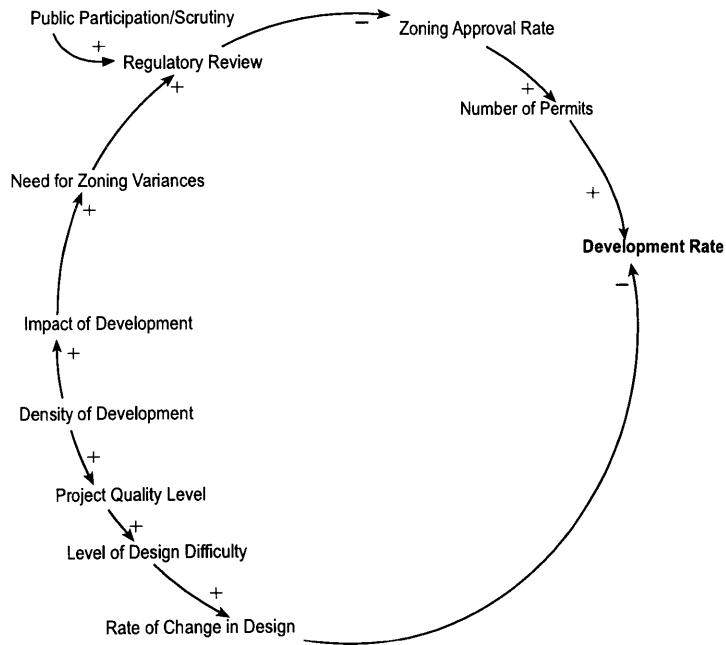 Public Participation/Scrutiny
+
Regulatory Review
−
Zoning Approval Rate
+
Number of Permits
+
Development Rate
−
+
Need for Zoning Variances
+
Impact of Development
+
Density of Development
+
Project Quality Level
+
Level of Design Difficulty
+
Rate of Change in Design